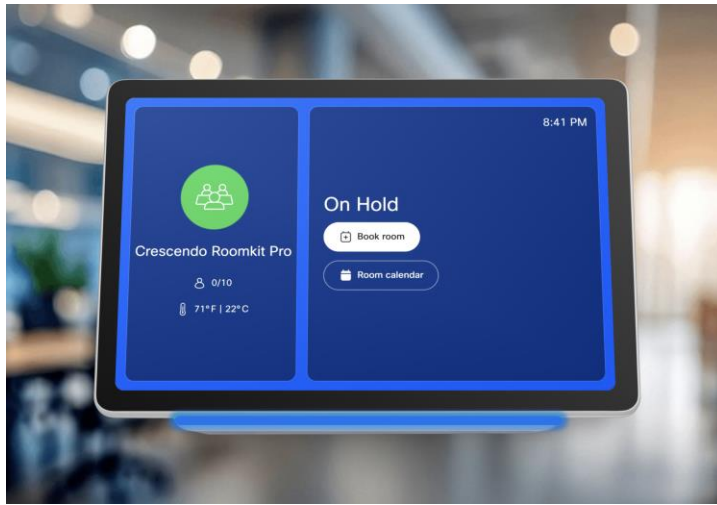 8:41 PM
Crescendo Roomkit Pro
0/10
71°F | 22°C
On Hold
Book room
Room calendar